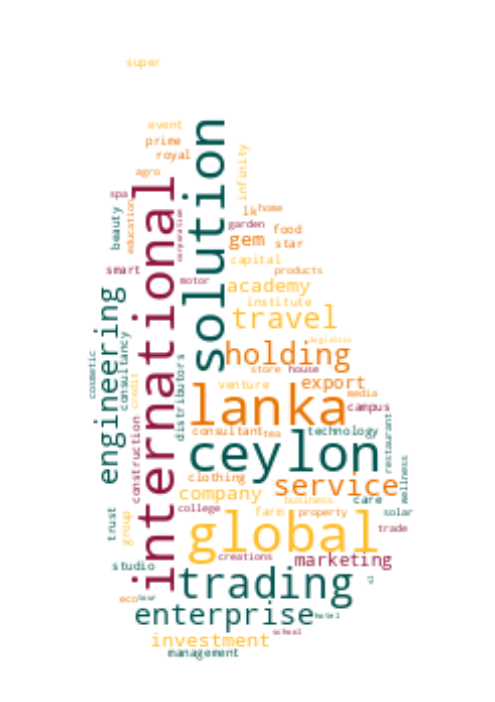 super
event
prime
royal
agro
spa
education
beauty
corporation
infinity
solution
international
lk
home
garden
food
gem
star
capital
smart
motor
products
academy
institute
engineering
travel
logistics
holding
cosmetic
consultancy
credit
distributors
store
house
venture
export
media
lanka
campus
construction
consultant
tea
technology
restaurant
ceylon
wellness
clothing
service
company
business
care
college
farm
property
solar
trust
group
global
trade
creations
marketing
studio
trading
sl
eco
tour
enterprise
hotel
school
investment
management